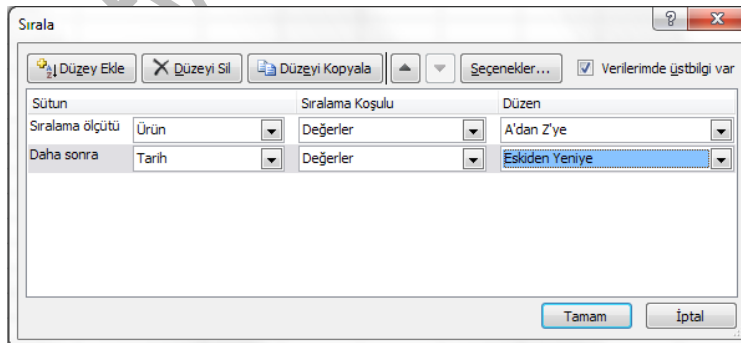 Sırala
Düzey Ekle Düzeyi Sil Düzeyi Kopyala Seçenekler... Verilerimde üstbilgi var
Sütun Sıralama Koşulu Düzen
Sıralama ölçütü Ürün Değerler A'dan Z'ye
Daha sonra Tarih Değerler Eskiden Yeniye
Tamam İptal